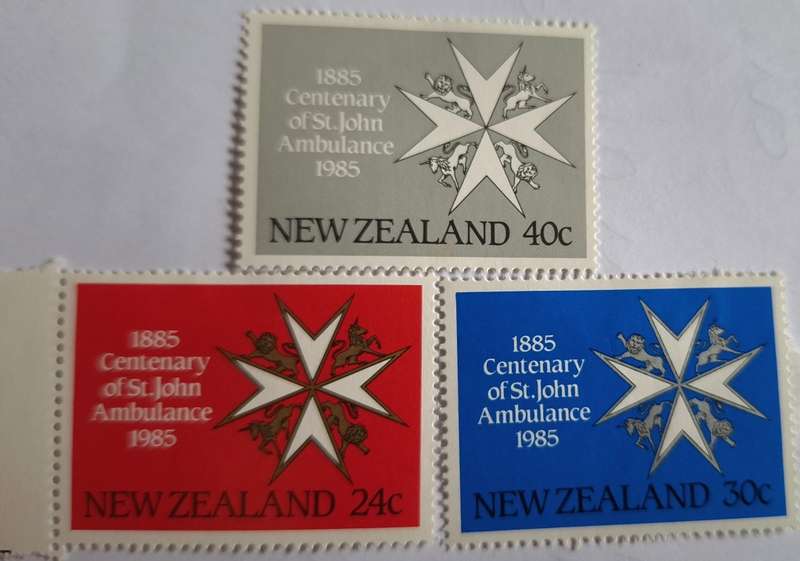 1885
Centenary
of St. John
Ambulance
1985
NEW ZEALAND 40c
1885
Centenary
of St. John
Ambulance
1985
NEW ZEALAND 24c
1885
Centenary
of St. John
Ambulance
1985
NEW ZEALAND 30c